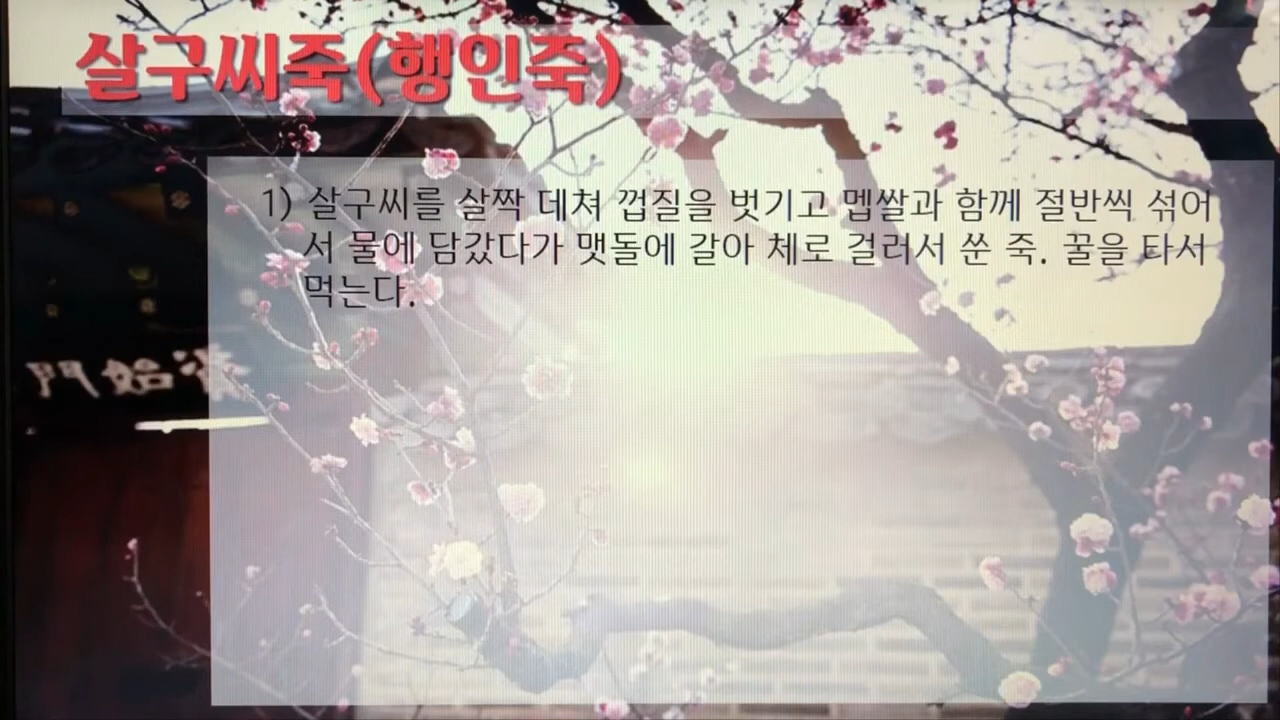 살구씨죽(행인죽)
1) 살구씨를 살짝 데쳐 껍질을 벗기고 멥쌀과 함께 절반씩 섞어
서 물에 담갔다가 맷돌에 갈아 체로 걸러서 쑨 죽. 꿀을 타서
먹는다.
門始